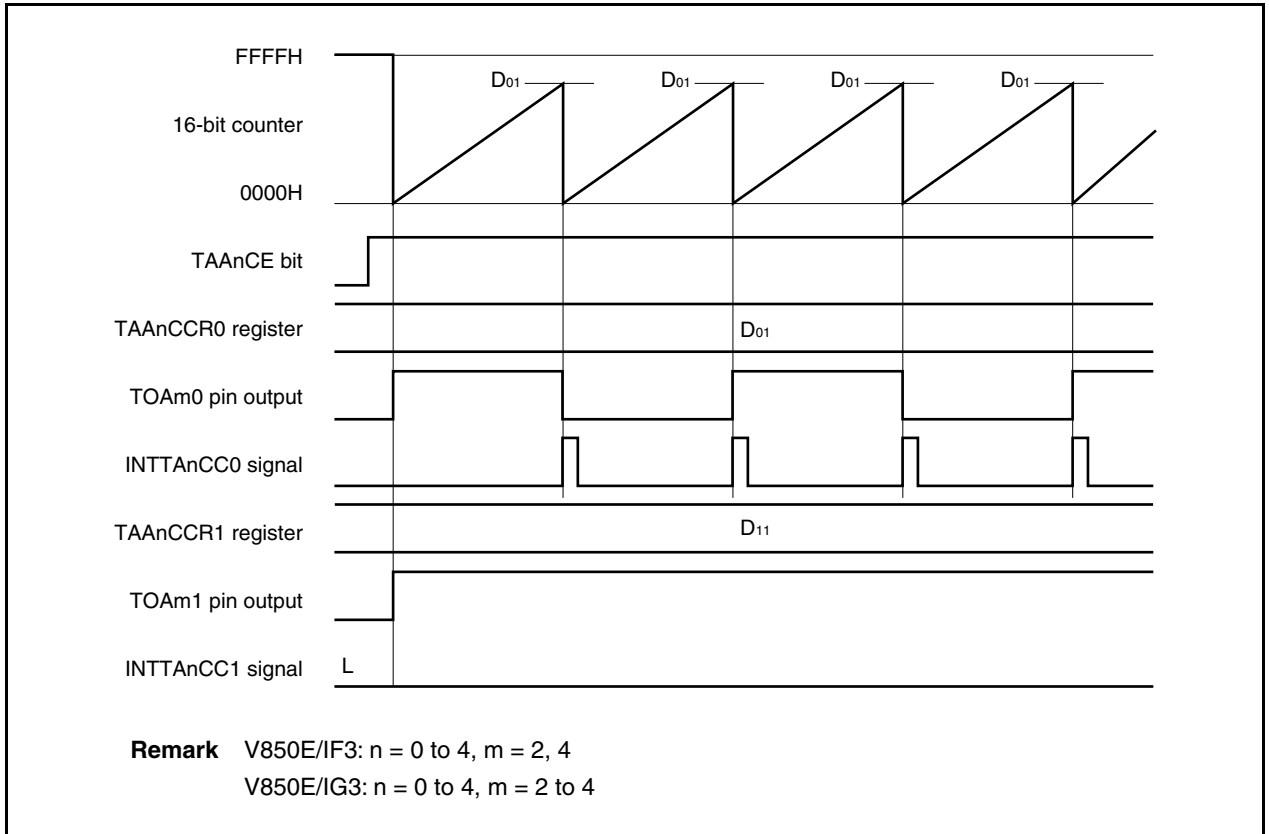 FFFFH
D01 D01 D01 D01
16-bit counter
0000H
TAAnCE bit
TAAnCCR0 register D01
TOAm0 pin output
INTTAnCC0 signal
TAAnCCR1 register D11
TOAm1 pin output
INTTAnCC1 signal L
Remark V850E/IF3: n = 0 to 4, m = 2, 4
V850E/IG3: n = 0 to 4, m = 2 to 4